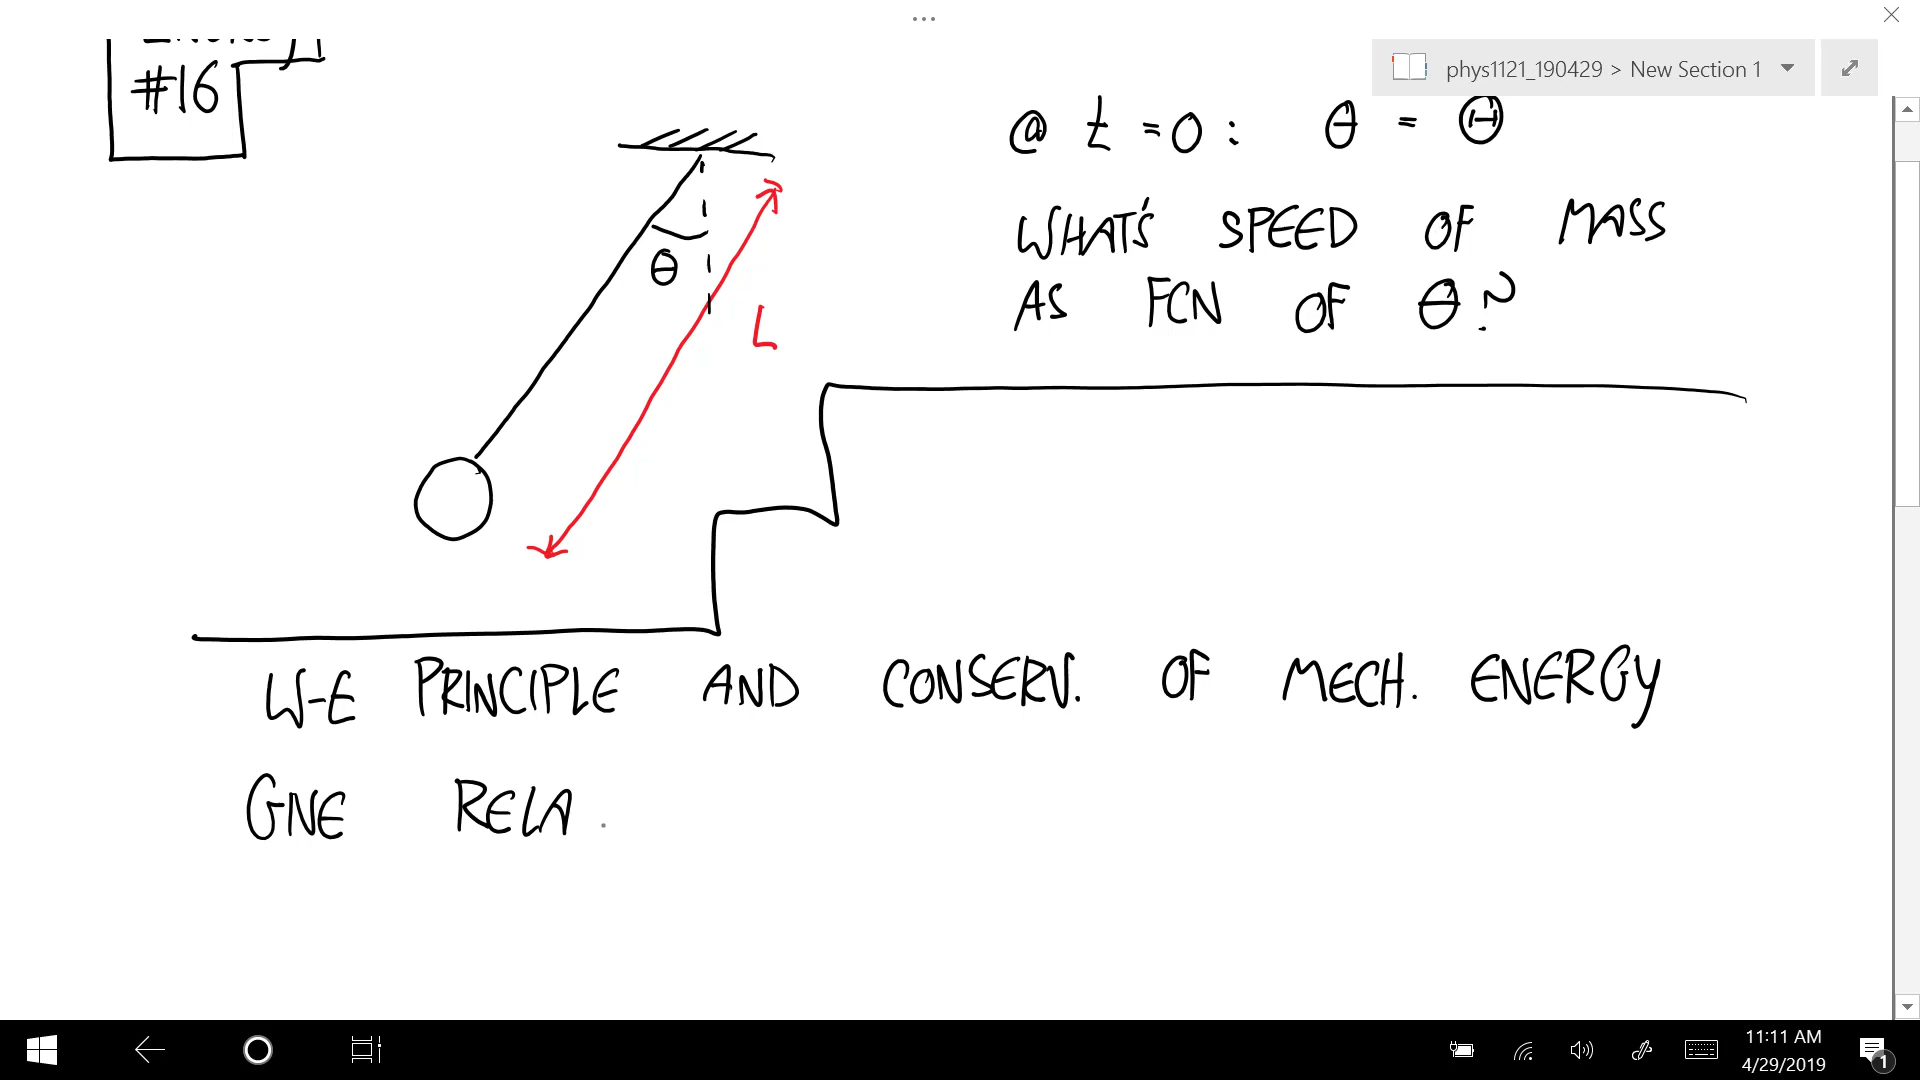 #16
phys1121_190429 > New Section 1
@ t = 0 : θ = Θ
WHAT'S SPEED OF MASS
AS FCN OF θ?
θ
L
W-E PRINCIPLE AND CONSERV. OF MECH. ENERGY
GNE RELA
11:11 AM
4/29/2019
1